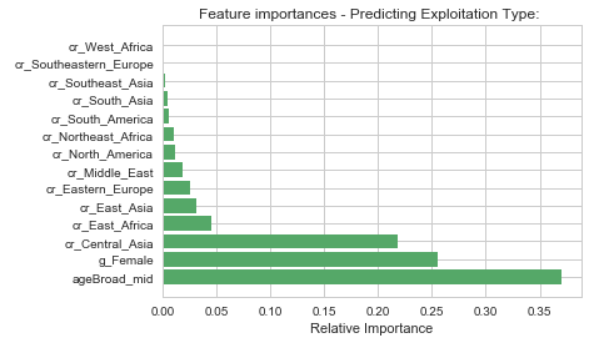 Feature importances - Predicting Exploitation Type:
cr_West_Africa
cr_Southeastern_Europe
cr_Southeast_Asia
cr_South_Asia
cr_South_America
cr_Northeast_Africa
cr_North_America
cr_Middle_East
cr_Eastern_Europe
cr_East_Asia
cr_East_Africa
cr_Central_Asia
g_Female
ageBroad_mid
0.00 0.05 0.10 0.15 0.20 0.25 0.30 0.35
Relative Importance